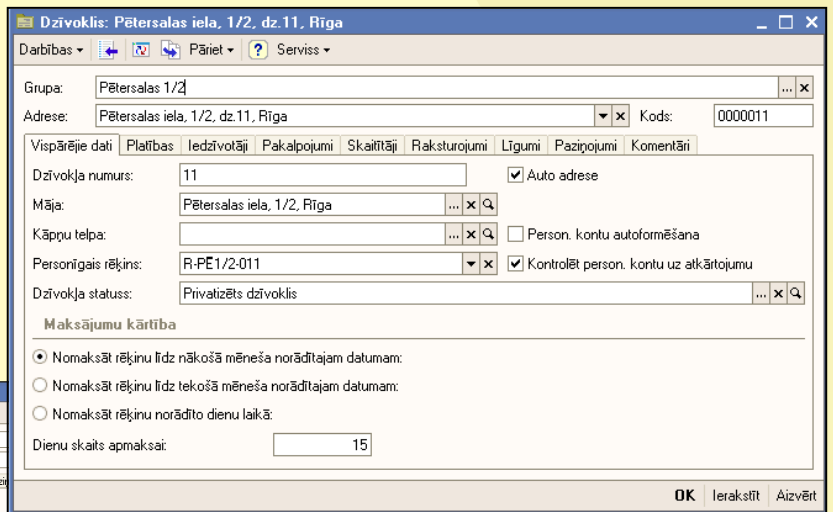 Dzīvoklis: Pētersalas iela, 1/2, dz.11, Rīga
Darbības Pāriet ? Serviss
Grupa: Pētersalas 1/2 ...
Adrese: Pētersalas iela, 1/2, dz.11, Rīga Kods: 0000011
Vispārējie dati Platības Iedzīvotāji Pakalpojumi Skaitītāji Raksturojumi Līgumi Paziņojumi Komentāri
Dzīvokļa numurs: 11 Auto adrese
Māja: Pētersalas iela, 1/2, Rīga ...
Kāpņu telpa: ... Person. kontu autoformēšana
Personīgais rēķins: R-PĒ1/2-011 Kontrolēt person. kontu uz atkārtojumu
Dzīvokļa statuss: Privatizēts dzīvoklis ...
Maksājumu kārtība
Nomaksāt rēķinu līdz nākošā mēneša norādītajam datumam:
Nomaksāt rēķinu līdz tekošā mēneša norādītajam datumam:
Nomaksāt rēķinu norādīto dienu laikā:
Dienu skaits apmaksai: 15
OK Ierakstīt Aizvērt